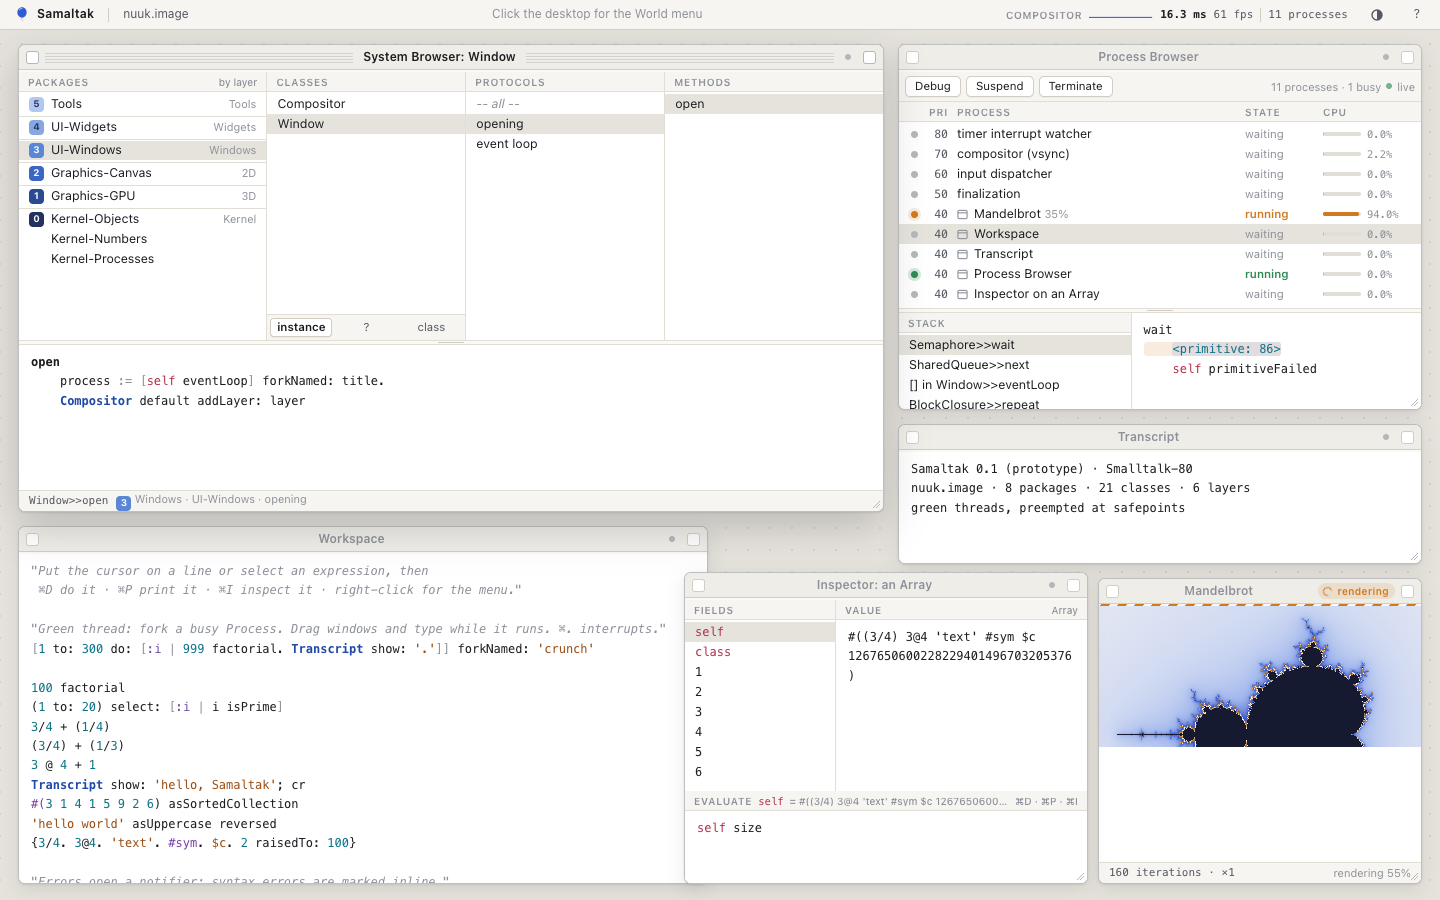 Samaltak
nuuk.image
Click the desktop for the World menu
COMPOSITOR 16.3 ms 61 fps 11 processes ?
System Browser: Window
PACKAGES by layer CLASSES PROTOCOLS METHODS
5 Tools Tools
4 UI-Widgets Widgets
3 UI-Windows Windows
2 Graphics-Canvas 2D
1 Graphics-GPU 3D
0 Kernel-Objects Kernel
Kernel-Numbers
Kernel-Processes
Compositor
Window
instance ? class
-- all --
opening
event loop
open
open
process := [self eventLoop] forkNamed: title.
Compositor default addLayer: layer
Window>>open 3 Windows · UI-Windows · opening
Process Browser
Debug Suspend Terminate 11 processes · 1 busy live
PRI PROCESS STATE CPU
80 timer interrupt watcher waiting 0.0%
70 compositor (vsync) waiting 2.2%
60 input dispatcher waiting 0.0%
50 finalization waiting 0.0%
40 Mandelbrot 35% running 94.0%
40 Workspace waiting 0.0%
40 Transcript waiting 0.0%
40 Process Browser running 0.0%
40 Inspector on an Array waiting 0.0%
STACK
Semaphore>>wait
SharedQueue>>next
[] in Window>>eventLoop
BlockClosure>>repeat
wait
<primitive: 86>
self primitiveFailed
Transcript
Samaltak 0.1 (prototype) · Smalltalk-80
nuuk.image · 8 packages · 21 classes · 6 layers
green threads, preempted at safepoints
Workspace
"Put the cursor on a line or select an expression, then
⌘D do it · ⌘P print it · ⌘I inspect it · right-click for the menu."
"Green thread: fork a busy Process. Drag windows and type while it runs. ⌘. interrupts."
[1 to: 300 do: [:i | 999 factorial. Transcript show: '.']] forkNamed: 'crunch'
100 factorial
(1 to: 20) select: [:i | i isPrime]
3/4 + (1/4)
(3/4) + (1/3)
3 @ 4 + 1
Transcript show: 'hello, Samaltak'; cr
#(3 1 4 1 5 9 2 6) asSortedCollection
'hello world' asUppercase reversed
{3/4. 3@4. 'text'. #sym. $c. 2 raisedTo: 100}
"Errors open a notifier; syntax errors are marked inline."
Inspector: an Array
FIELDS VALUE Array
self
class
1
2
3
4
5
6
#((3/4) 3@4 'text' #sym $c
1267650600228229401496703205376
)
EVALUATE self = #((3/4) 3@4 'text' #sym $c 1267650600... ⌘D · ⌘P · ⌘I
self size
Mandelbrot rendering
160 iterations · ×1 rendering 55%